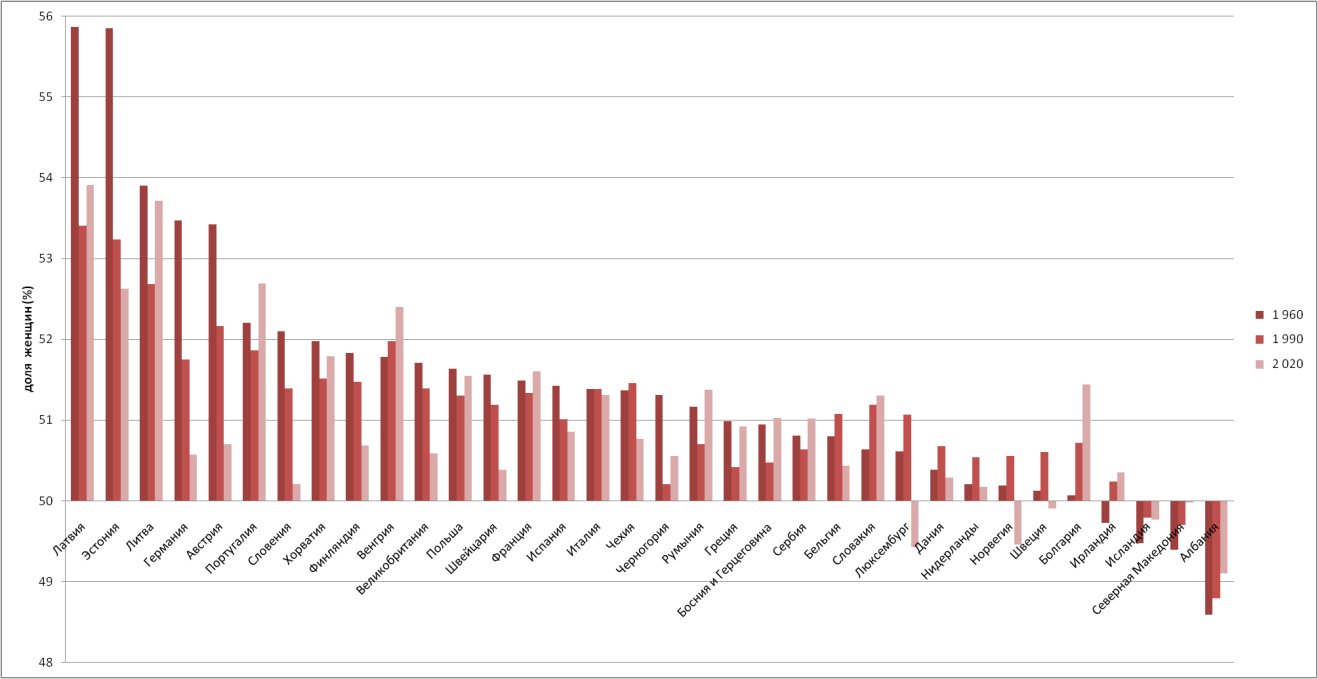 56
55
54
53
52
51
50
49
48
доля женщин (%)
Латвия
Эстония
Литва
Германия
Австрия
Португалия
Словения
Хорватия
Финляндия
Венгрия
Великобритания
Польша
Швейцария
Франция
Испания
Италия
Чехия
Черногория
Румыния
Греция
Босния и Герцеговина
Сербия
Бельгия
Словакия
Люксембург
Дания
Нидерланды
Норвегия
Швеция
Болгария
Ирландия
Исландия
Северная Македония
Албания
1 960
1 990
2 020